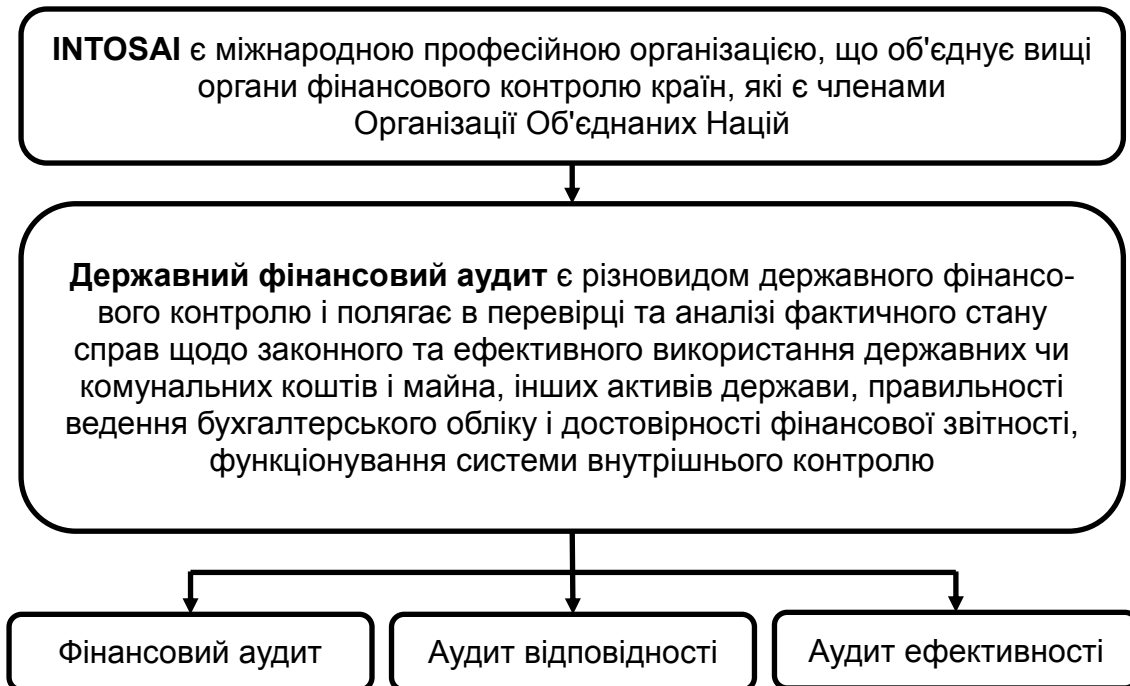 INTOSAI є міжнародною професійною організацією, що об'єднує вищі
органи фінансового контролю країн, які є членами
Організації Об'єднаних Націй
Державний фінансовий аудит є різновидом державного фінансо-
вого контролю і полягає в перевірці та аналізі фактичного стану
справ щодо законного та ефективного використання державних чи
комунальних коштів і майна, інших активів держави, правильності
ведення бухгалтерського обліку і достовірності фінансової звітності,
функціонування системи внутрішнього контролю
Фінансовий аудит
Аудит відповідності
Аудит ефективності